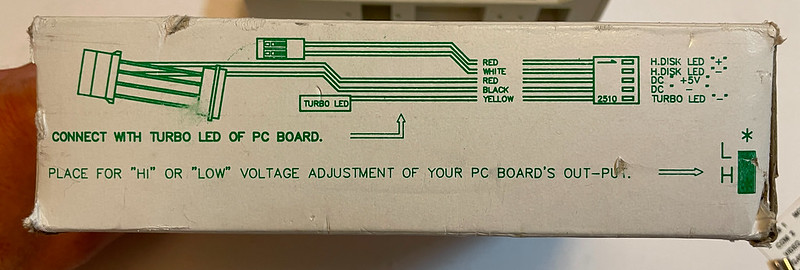 RED H.DISK LED "+"
WHITE H.DISK LED "-"
RED DC " +5V "
BLACK DC " - "
TURBO LED YELLOW 2510 TURBO LED "-"
CONNECT WITH TURBO LED OF PC BOARD.
*
L
PLACE FOR "HI" OR "LOW" VOLTAGE ADJUSTMENT OF YOUR PC BOARD'S OUT-PUT. H